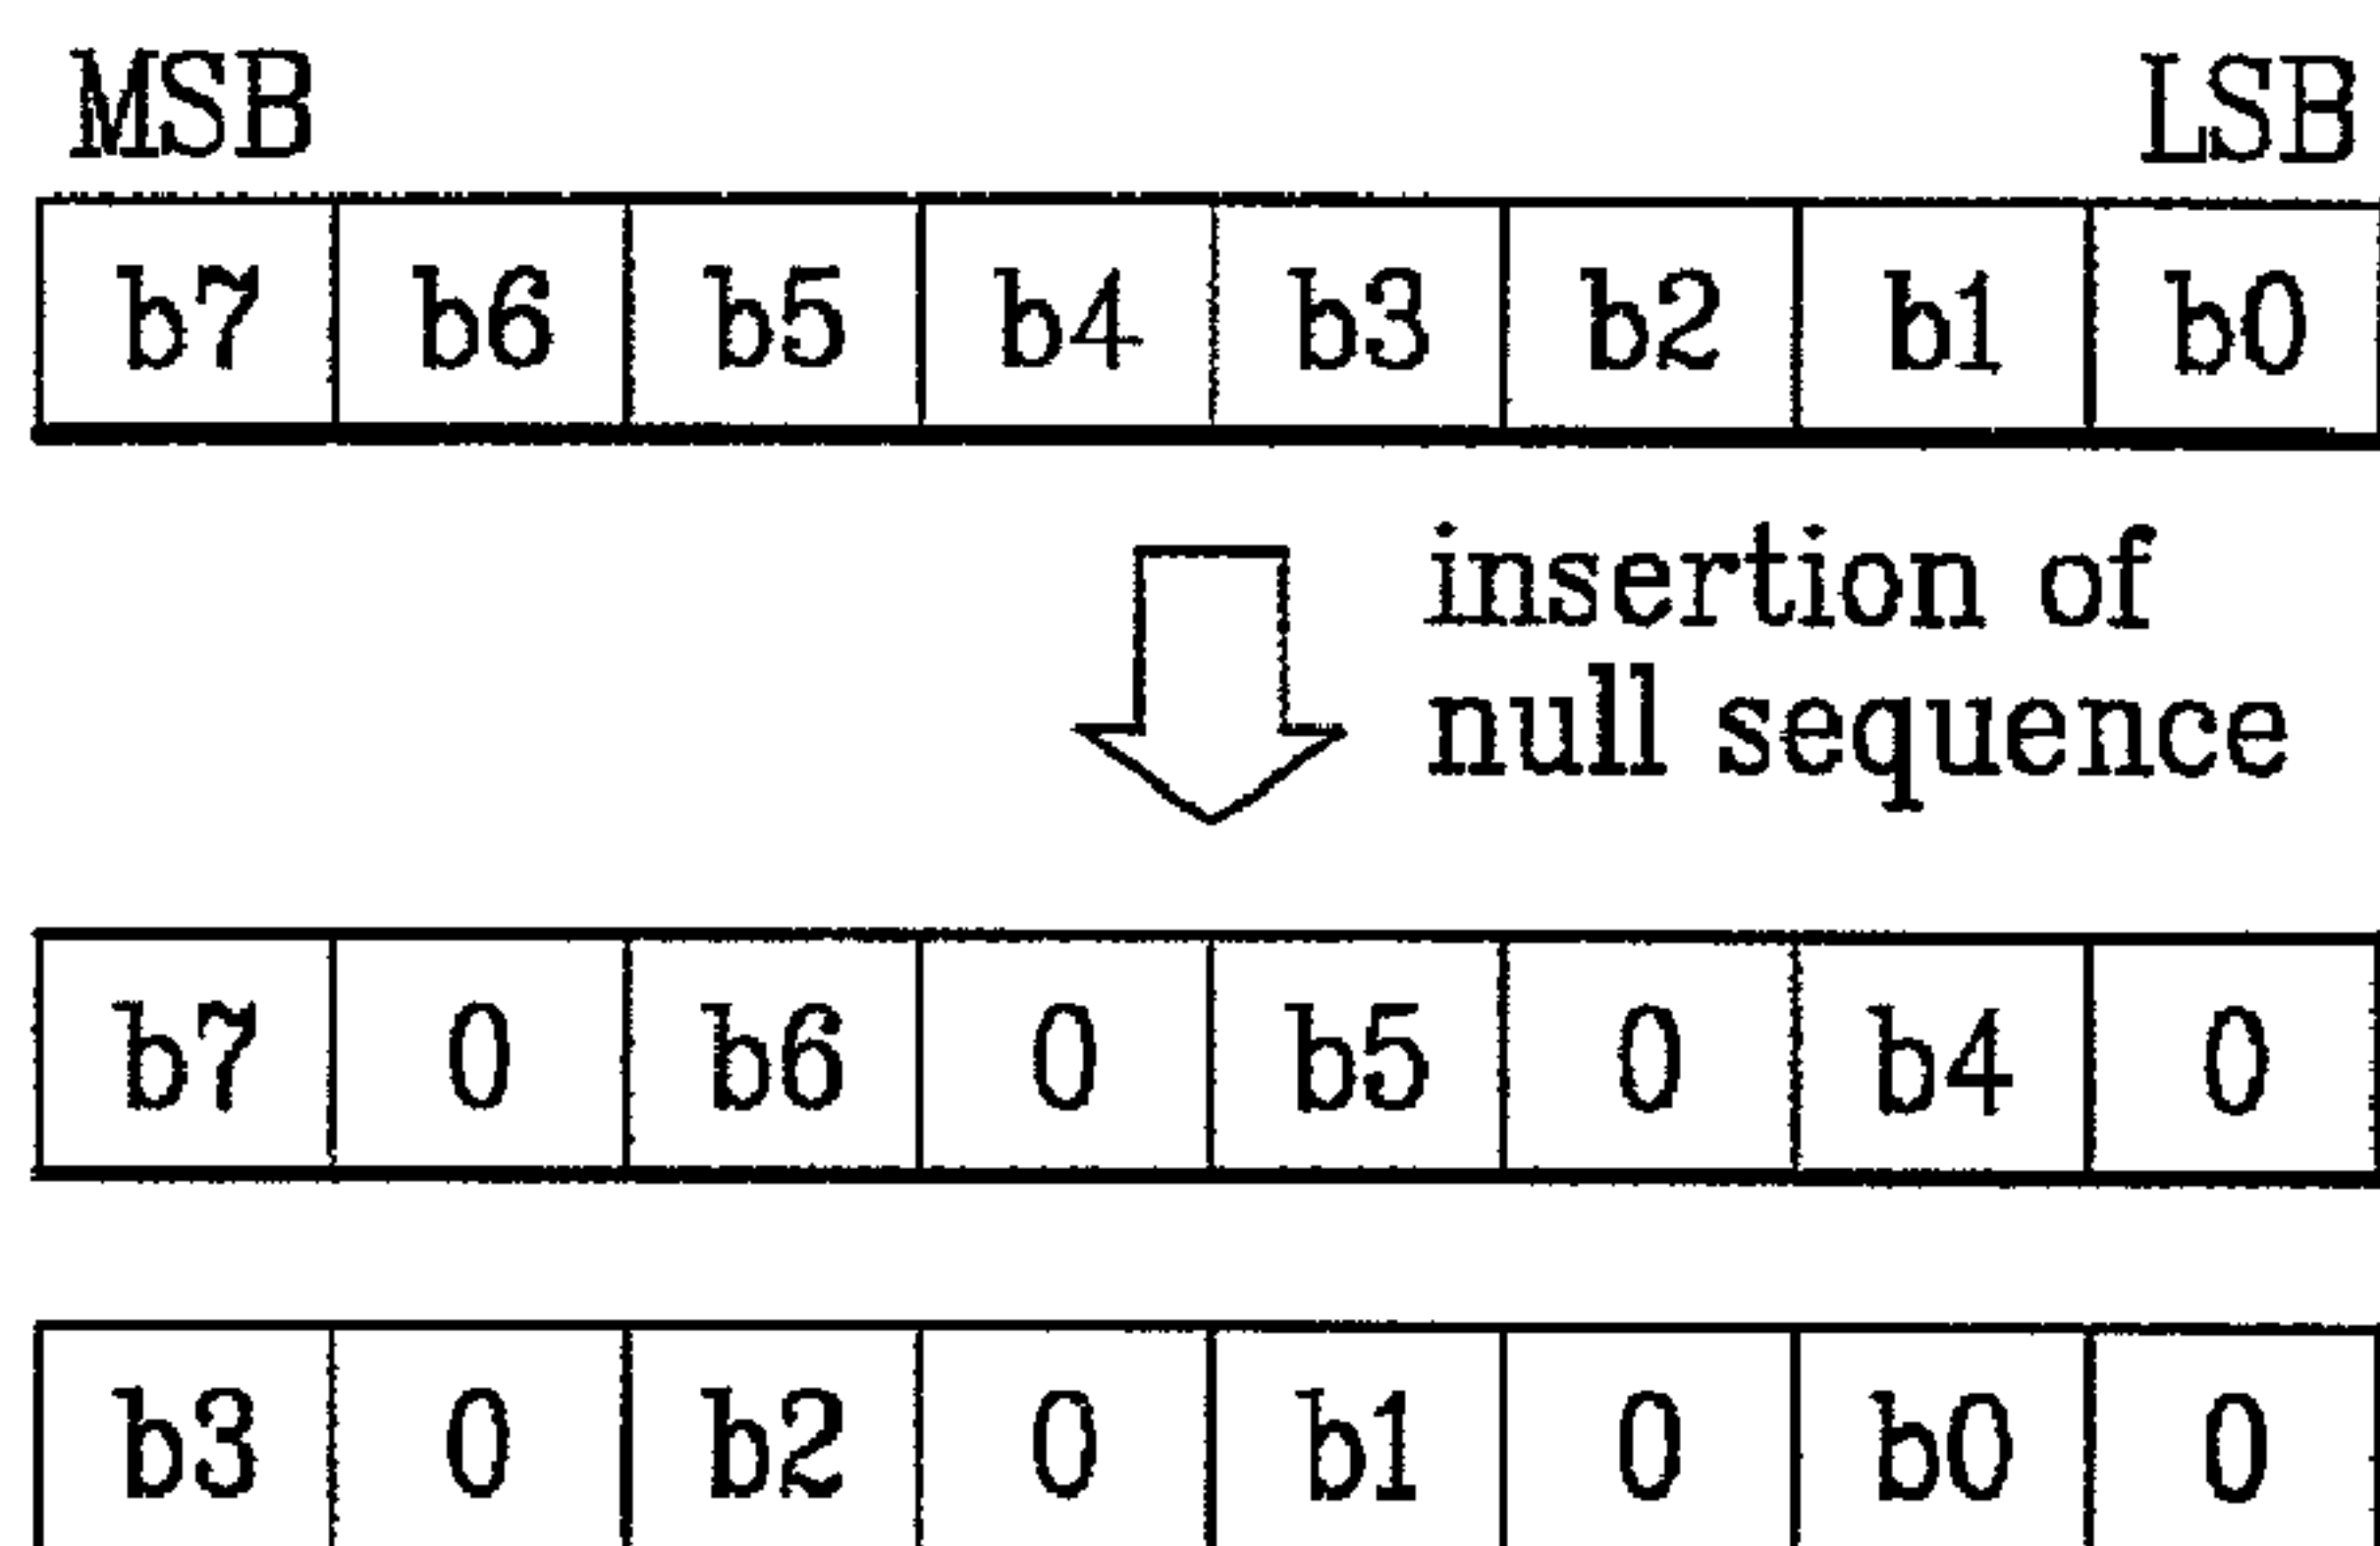 MSB LSB
b7 b6 b5 b4 b3 b2 b1 b0
insertion of
null sequence
b7 0 b6 0 b5 0 b4 0
b3 0 b2 0 b1 0 b0 0